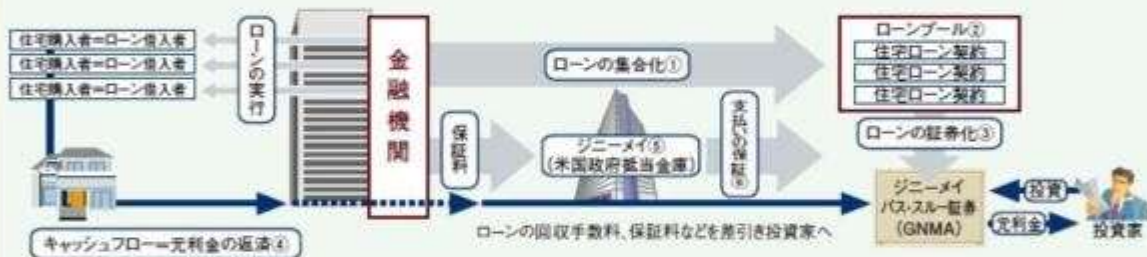 住宅購入者=ローン借入者
住宅購入者=ローン借入者
住宅購入者=ローン借入者
ローンの実行
金融機関
ローンの集合化①
ローンプール②
住宅ローン契約
住宅ローン契約
住宅ローン契約
保証料
ジニーメイ⑤
(米国政府抵当金庫)
支払いの保証⑥
ローンの証券化③
ジニーメイ
パス・スルー証券
(GNMA)
投資
元利金
投資家
キャッシュフロー=元利金の返済④
ローンの回収手数料、保証料などを差引き投資家へ